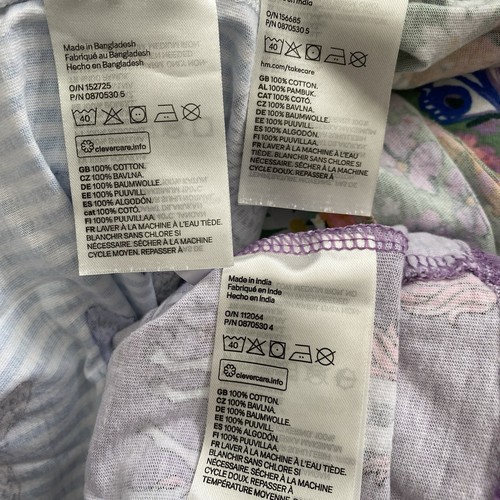 Made in Bangladesh
Fabriqué en Bangladesh
Hecho en Bangladesh
O/N 152725
P/N 0870530 5
40
clevercare.info
GB 100% COTTON.
CZ 100% BAVLNA.
DE 100% BAUMWOLLE.
EE 100% PUUVILL.
ES 100% ALGODÓN.
cat 100% COTÓ.
FI 100% PUUVILLAA.
FR LAVER À LA MACHINE À L'EAU TIÈDE.
BLANCHIR SANS CHLORE SI
NÉCESSAIRE. SÉCHER À LA MACHINE
CYCLE MOYEN. REPASSER À
en India
O/N 156685
P/N 0870530 5
40
hm.com/takecare
GB 100% COTTON.
AL 100% PAMBUK.
CAT 100% COTÓ.
CZ 100% BAVLNA.
DE 100% BAUMWOLLE.
EE 100% PUUVILL.
ES 100% ALGODÓN.
FI 100% PUUVILLAA.
FR LAVER À LA MACHINE À L'EAU
TIÈDE. BLANCHIR SANS CHLORE SI
NÉCESSAIRE. SÉCHER À LA MACHINE
CYCLE DOUX. REPASSER À
Made in India
Fabriqué en Inde
Hecho en India
O/N 112064
P/N 0870530 4
40
clevercare.info
GB 100% COTTON.
CZ 100% BAVLNA.
DE 100% BAUMWOLLE.
EE 100% PUUVILL.
ES 100% ALGODÓN.
FI 100% PUUVILLAA.
FR LAVER À LA MACHINE À L'EAU
TIÈDE. BLANCHIR SANS CHLORE SI
NÉCESSAIRE. SÉCHER À LA MACHINE
CYCLE DOUX. REPASSER À
TEMPÉRATURE MOYENNE.